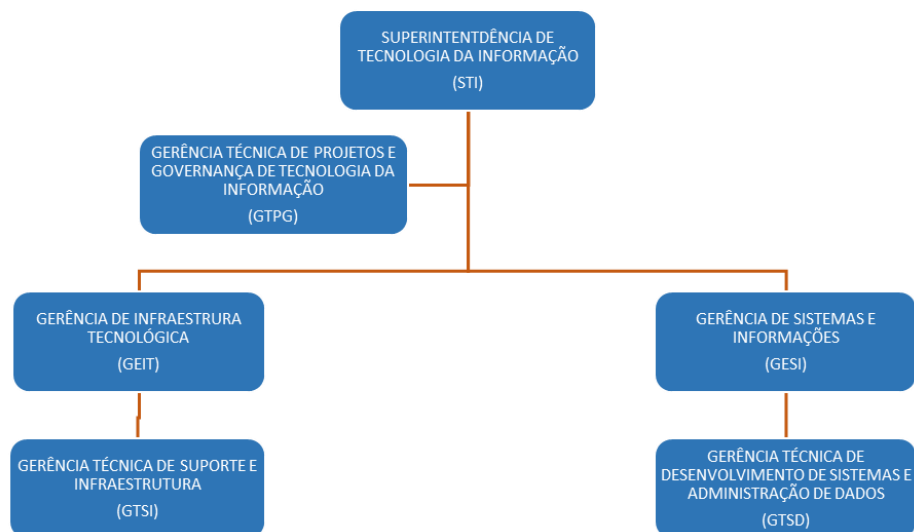 SUPERINTENTDÊNCIA DE
TECNOLOGIA DA INFORMAÇÃO
(STI)
GERÊNCIA TÉCNICA DE PROJETOS E
GOVERNANÇA DE TECNOLOGIA DA
INFORMAÇÃO
(GTPG)
GERÊNCIA DE INFRAESTRURA
TECNOLÓGICA
(GEIT)
GERÊNCIA DE SISTEMAS E
INFORMAÇÕES
(GESI)
GERÊNCIA TÉCNICA DE SUPORTE E
INFRAESTRUTURA
(GTSI)
GERÊNCIA TÉCNICA DE
DESENVOLVIMENTO DE SISTEMAS E
ADMINISTRAÇÃO DE DADOS
(GTSD)